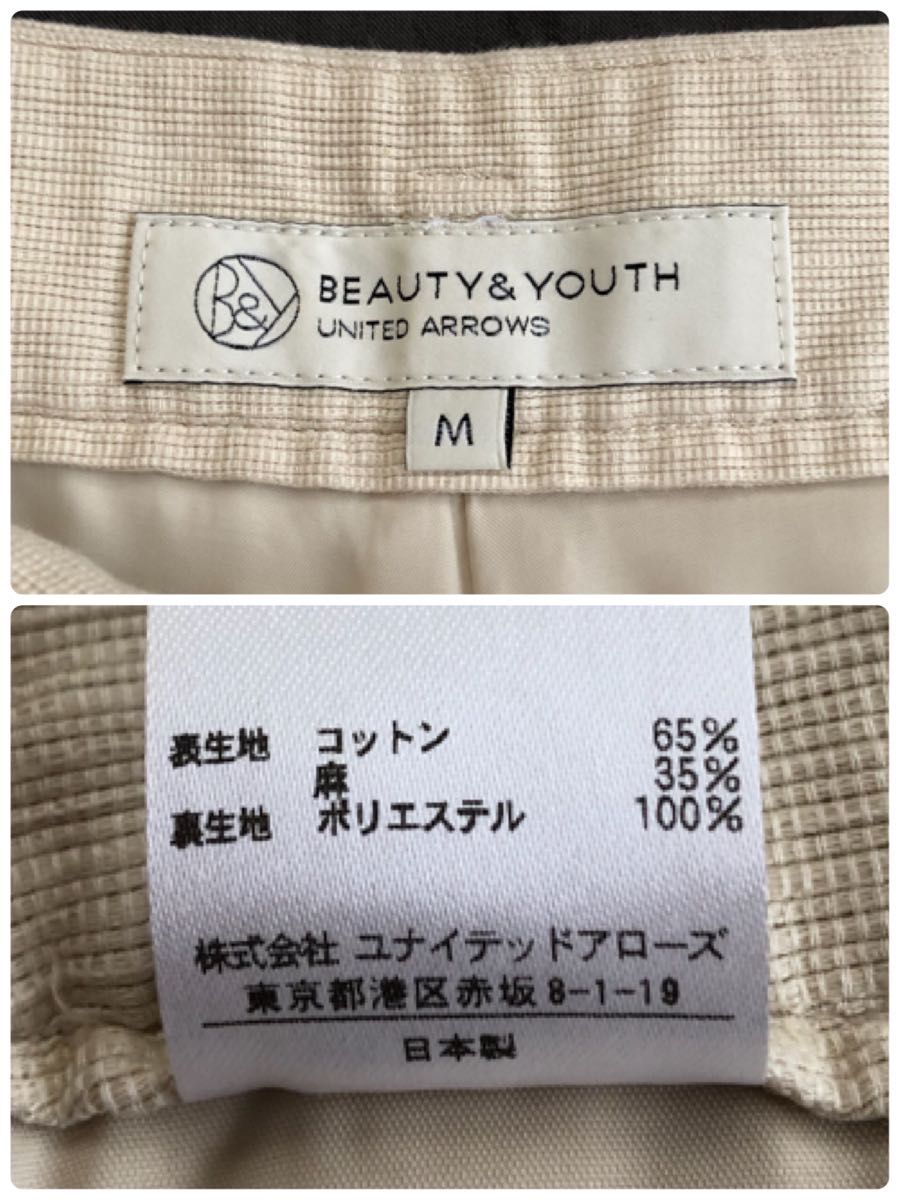 B&Y
BEAUTY&YOUTH
UNITED ARROWS
M
表生地 コットン 65%
麻 35%
裏生地 ポリエステル 100%
株式会社 ユナイテッドアローズ
東京都港区赤坂8-1-19
日本製